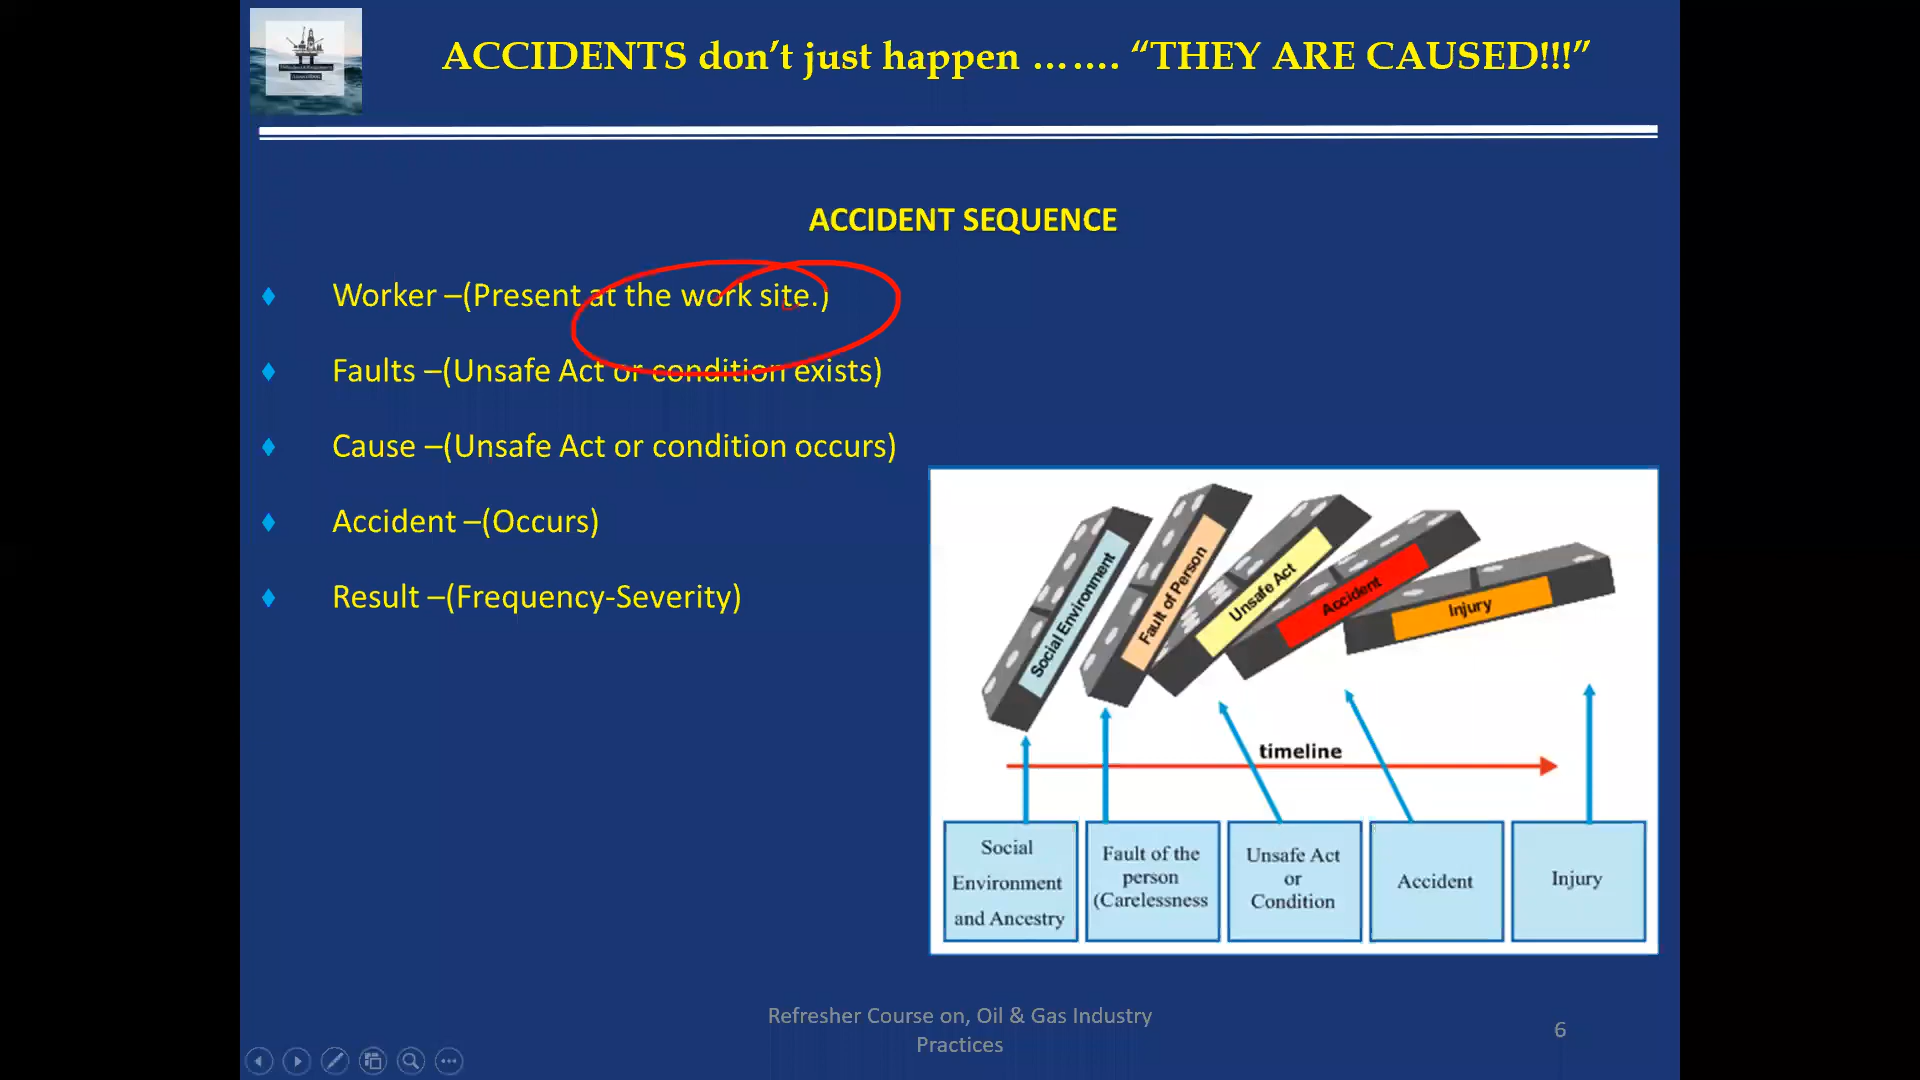 ACCIDENTS don’t just happen ……. “THEY ARE CAUSED!!!”
ACCIDENT SEQUENCE
Worker –(Present at the work site.)
Faults –(Unsafe Act or condition exists)
Cause –(Unsafe Act or condition occurs)
Accident –(Occurs)
Result –(Frequency-Severity)
Social Environment
Fault of Person
Unsafe Act
Accident
Injury
timeline
Social
Environment
and Ancestry
Fault of the
person
(Carelessness
Unsafe Act
or
Condition
Accident
Injury
Refresher Course on, Oil & Gas Industry
Practices
6